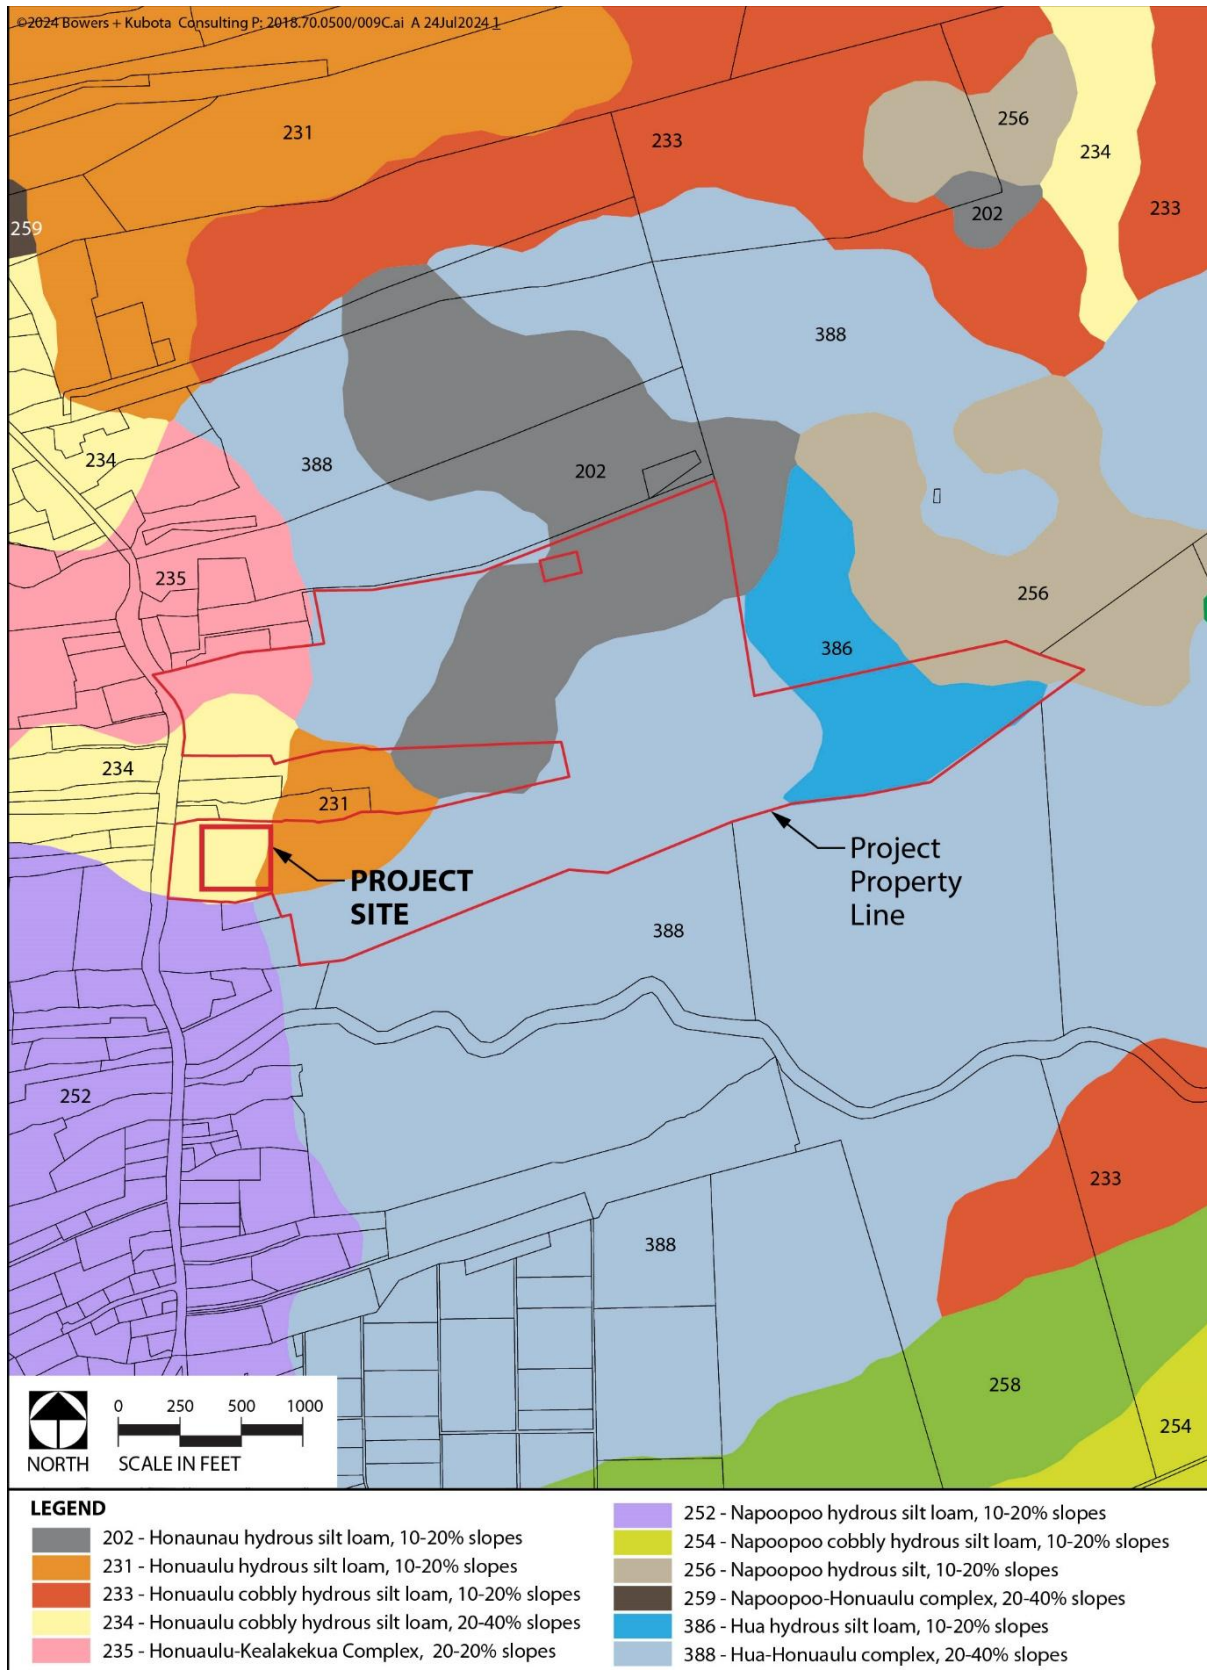 ©2024 Bowers + Kubota Consulting P: 2018.70.0500/009C.ai A 24Jul2024 1
231
233
256
234
202
233
259
388
234
388
202
235
256
386
234
231
PROJECT
SITE
Project
Property
Line
388
252
233
388
258
254
0 250 500 1000
NORTH
SCALE IN FEET
LEGEND
202 - Honaunau hydrous silt loam, 10-20% slopes
231 - Honuaulu hydrous silt loam, 10-20% slopes
233 - Honuaulu cobbly hydrous silt loam, 10-20% slopes
234 - Honuaulu cobbly hydrous silt loam, 20-40% slopes
235 - Honuaulu-Kealakekua Complex, 20-20% slopes
252 - Napoopoo hydrous silt loam, 10-20% slopes
254 - Napoopoo cobbly hydrous silt loam, 10-20% slopes
256 - Napoopoo hydrous silt, 10-20% slopes
259 - Napoopoo-Honuaulu complex, 20-40% slopes
386 - Hua hydrous silt loam, 10-20% slopes
388 - Hua-Honuaulu complex, 20-40% slopes